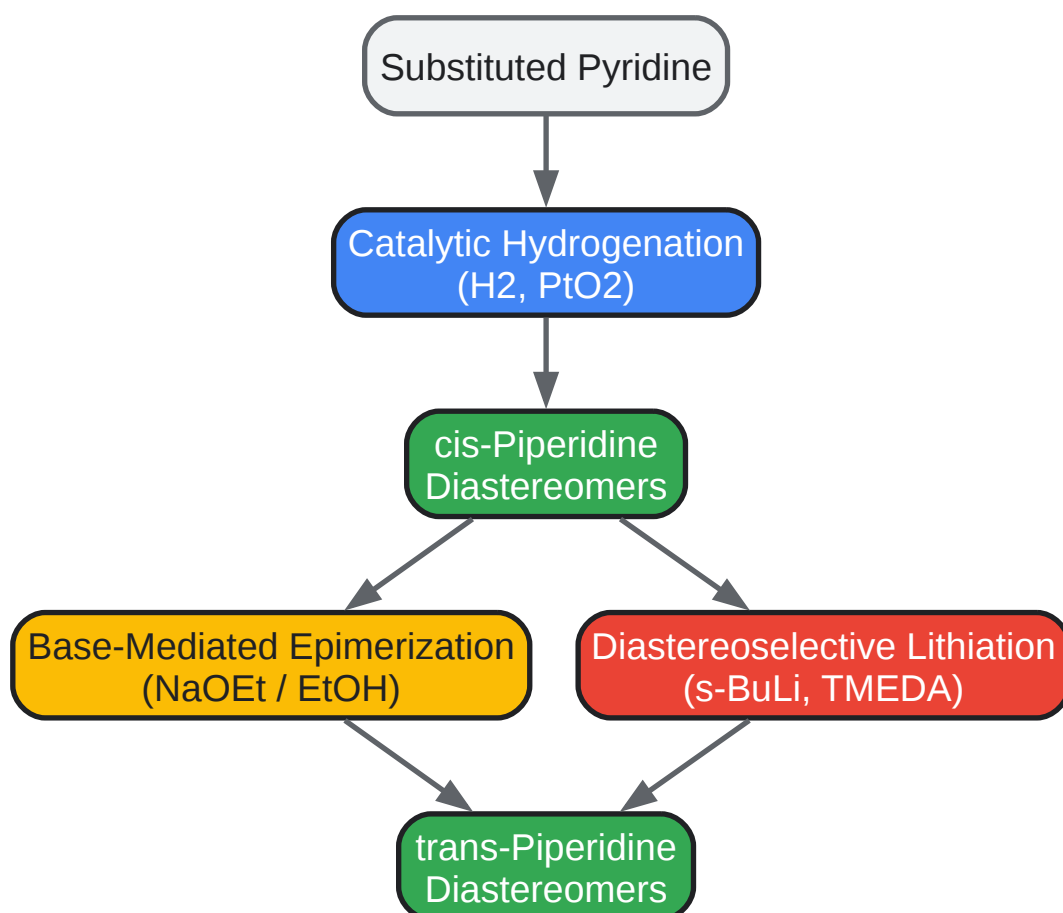 Substituted Pyridine
Catalytic Hydrogenation
(H2, PtO2)
cis-Piperidine
Diastereomers
Base-Mediated Epimerization
(NaOEt / EtOH)
Diastereoselective Lithiation
(s-BuLi, TMEDA)
trans-Piperidine
Diastereomers